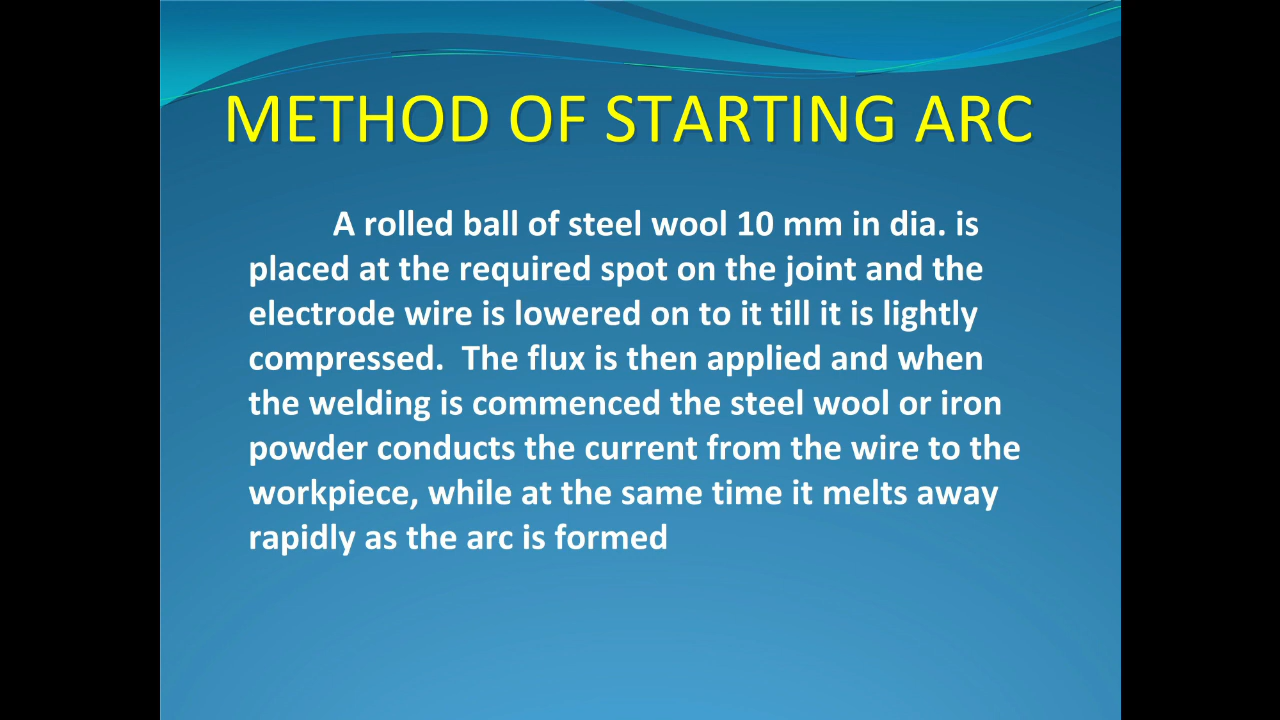 METHOD OF STARTING ARC
A rolled ball of steel wool 10 mm in dia. is
placed at the required spot on the joint and the
electrode wire is lowered on to it till it is lightly
compressed.  The flux is then applied and when
the welding is commenced the steel wool or iron
powder conducts the current from the wire to the
workpiece, while at the same time it melts away
rapidly as the arc is formed